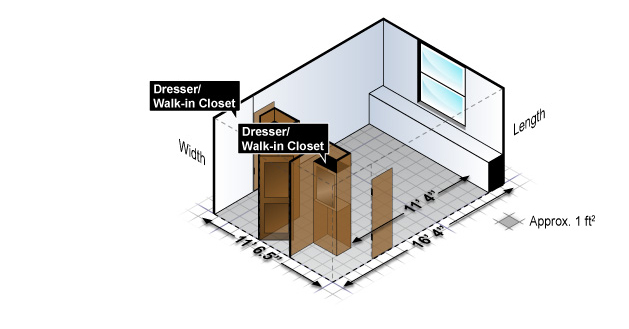 Dresser/
Walk-in Closet
Dresser/
Walk-in Closet
Width
Length
11' 4"
16' 4"
11' 6.5"
Approx. 1 ft²